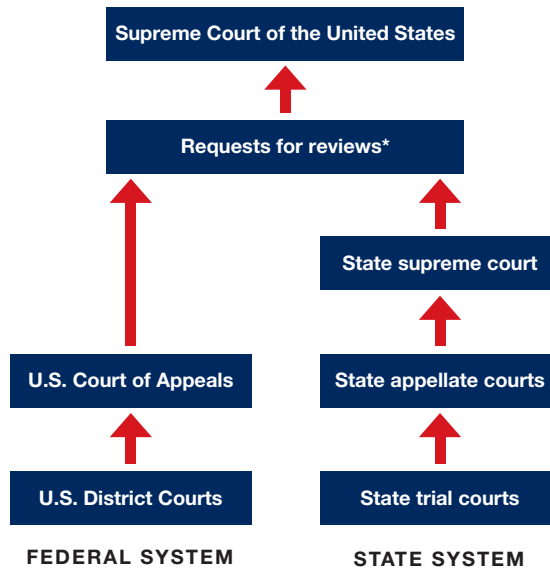 Supreme Court of the United States
Requests for reviews*
State supreme court
U.S. Court of Appeals
State appellate courts
U.S. District Courts
State trial courts
FEDERAL SYSTEM
STATE SYSTEM